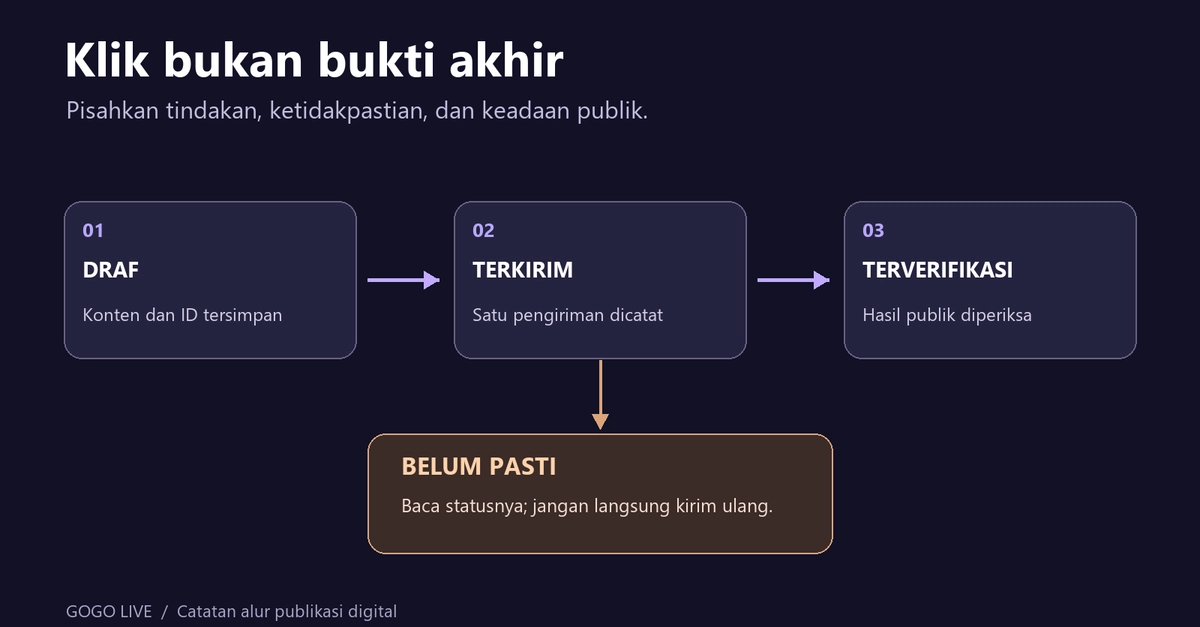 Klik bukan bukti akhir
Pisahkan tindakan, ketidakpastian, dan keadaan publik.
01
DRAF
Konten dan ID tersimpan
02
TERKIRIM
Satu pengiriman dicatat
03
TERVERIFIKASI
Hasil publik diperiksa
BELUM PASTI
Baca statusnya; jangan langsung kirim ulang.
GOGO LIVE / Catatan alur publikasi digital